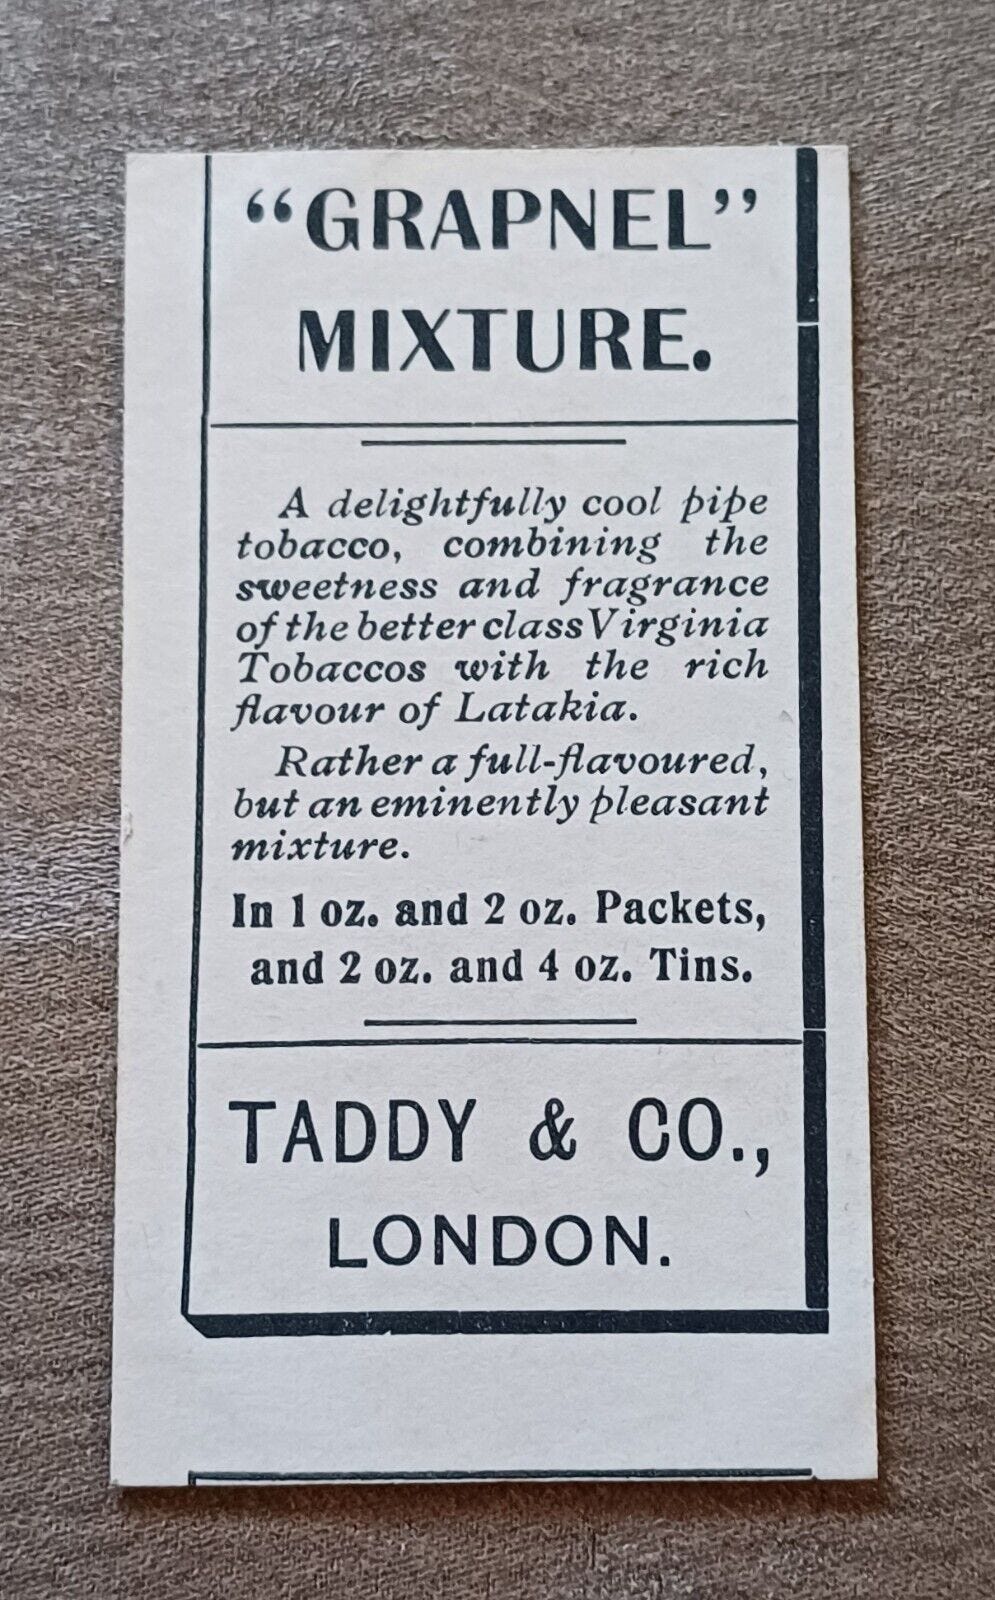 “GRAPNEL”
MIXTURE.
A delightfully cool pipe
tobacco, combining the
sweetness and fragrance
of the better class Virginia
Tobaccos with the rich
flavour of Latakia.
Rather a full-flavoured,
but an eminently pleasant
mixture.
In 1 oz. and 2 oz. Packets,
and 2 oz. and 4 oz. Tins.
TADDY & CO.,
LONDON.